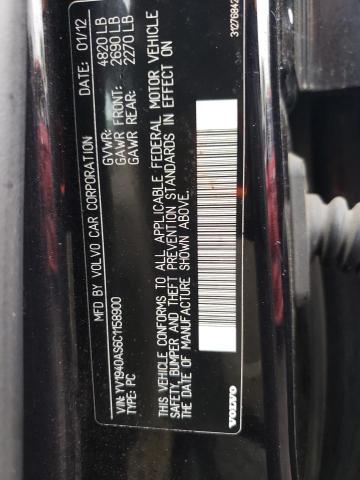 MFD BY VOLVO CAR CORPORATION DATE: 01/12
GVWR: 4820 LB
GAWR FRONT: 2690 LB
GAWR REAR: 2270 LB
VIN: YV1940AS6C1158900
TYPE: PC
THIS VEHICLE CONFORMS TO ALL APPLICABLE FEDERAL MOTOR VEHICLE
SAFETY, BUMPER AND THEFT PREVENTION STANDARDS IN EFFECT ON
THE DATE OF MANUFACTURE SHOWN ABOVE.
VOLVO